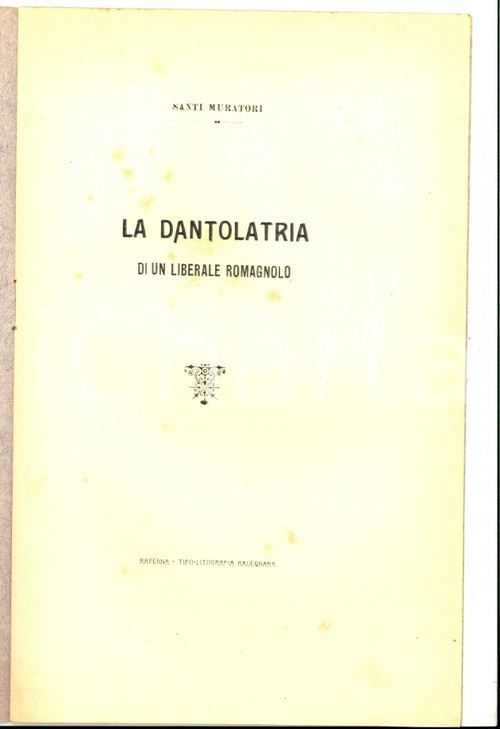 SANTI MURATORI
LA DANTOLATRIA
DI UN LIBERALE ROMAGNOLO
RAVENNA - TIPO-LITOGRAFIA RAVEGNANA